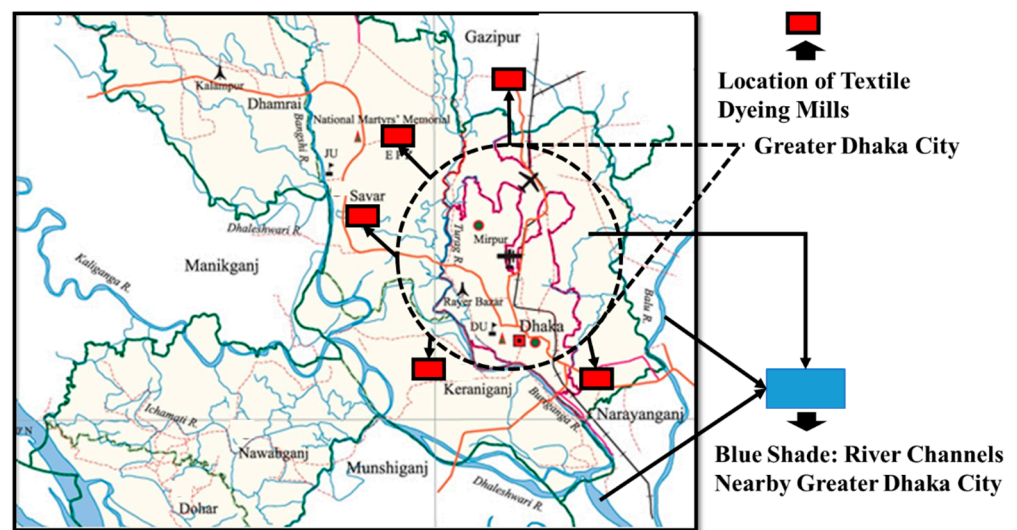 Gazipur
Kalampur
Dhamrai
National Martyrs' Memorial
Bangshi R.
JU
Savar
Dhaleshwari R.
Turag R.
Mirpur
Manikganj
Kaliganga R.
Rayer Bazar
DU
Dhaka
Balu R.
Keraniganj
Buriganga R.
Narayanganj
Ichamati R.
Nawabganj
Munshiganj
Dhaleshwari R.
Dohar
Location of Textile
Dyeing Mills
Greater Dhaka City
Blue Shade: River Channels
Nearby Greater Dhaka City